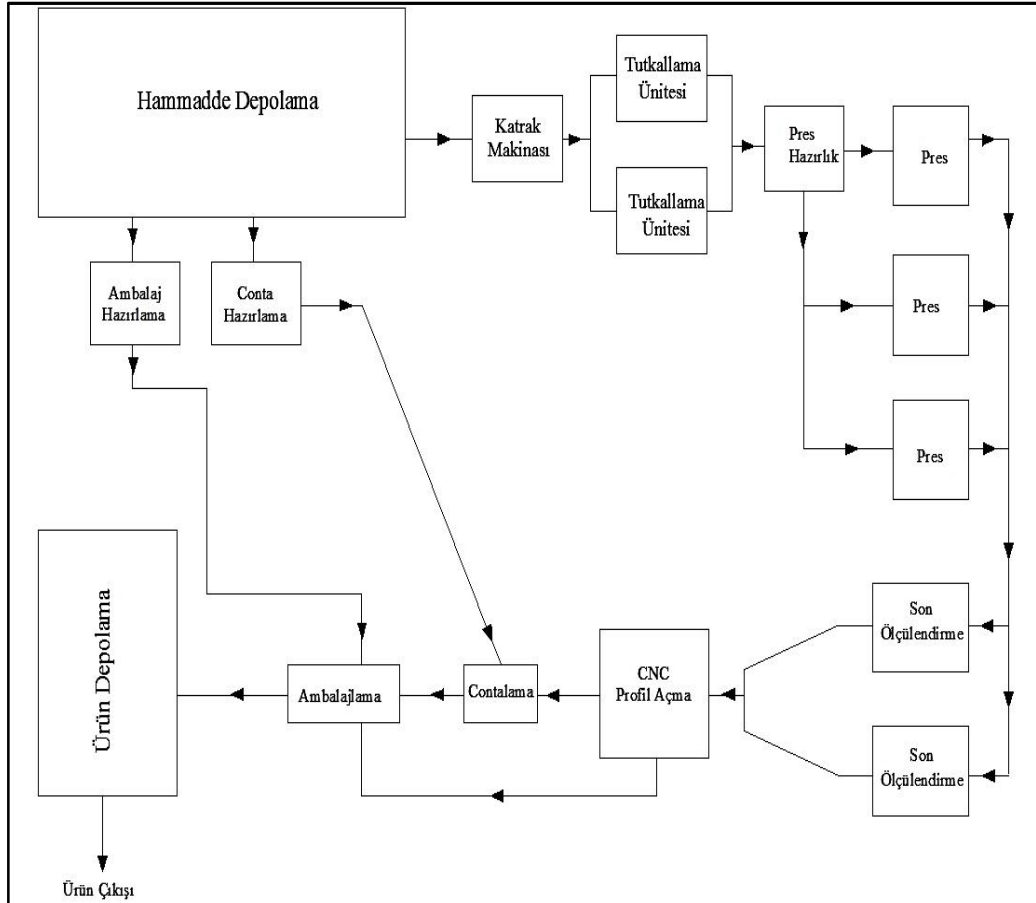 Hammadde Depolama
Katrak
Makinası
Tutkallama
Ünitesi
Tutkallama
Ünitesi
Pres
Hazırlık
Pres
Pres
Pres
Ambalaj
Hazırlama
Conta
Hazırlama
Son
Ölçülendirme
Son
Ölçülendirme
CNC
Profil Açma
Contalama
Ambalajlama
Ürün Depolama
Ürün Çıkışı